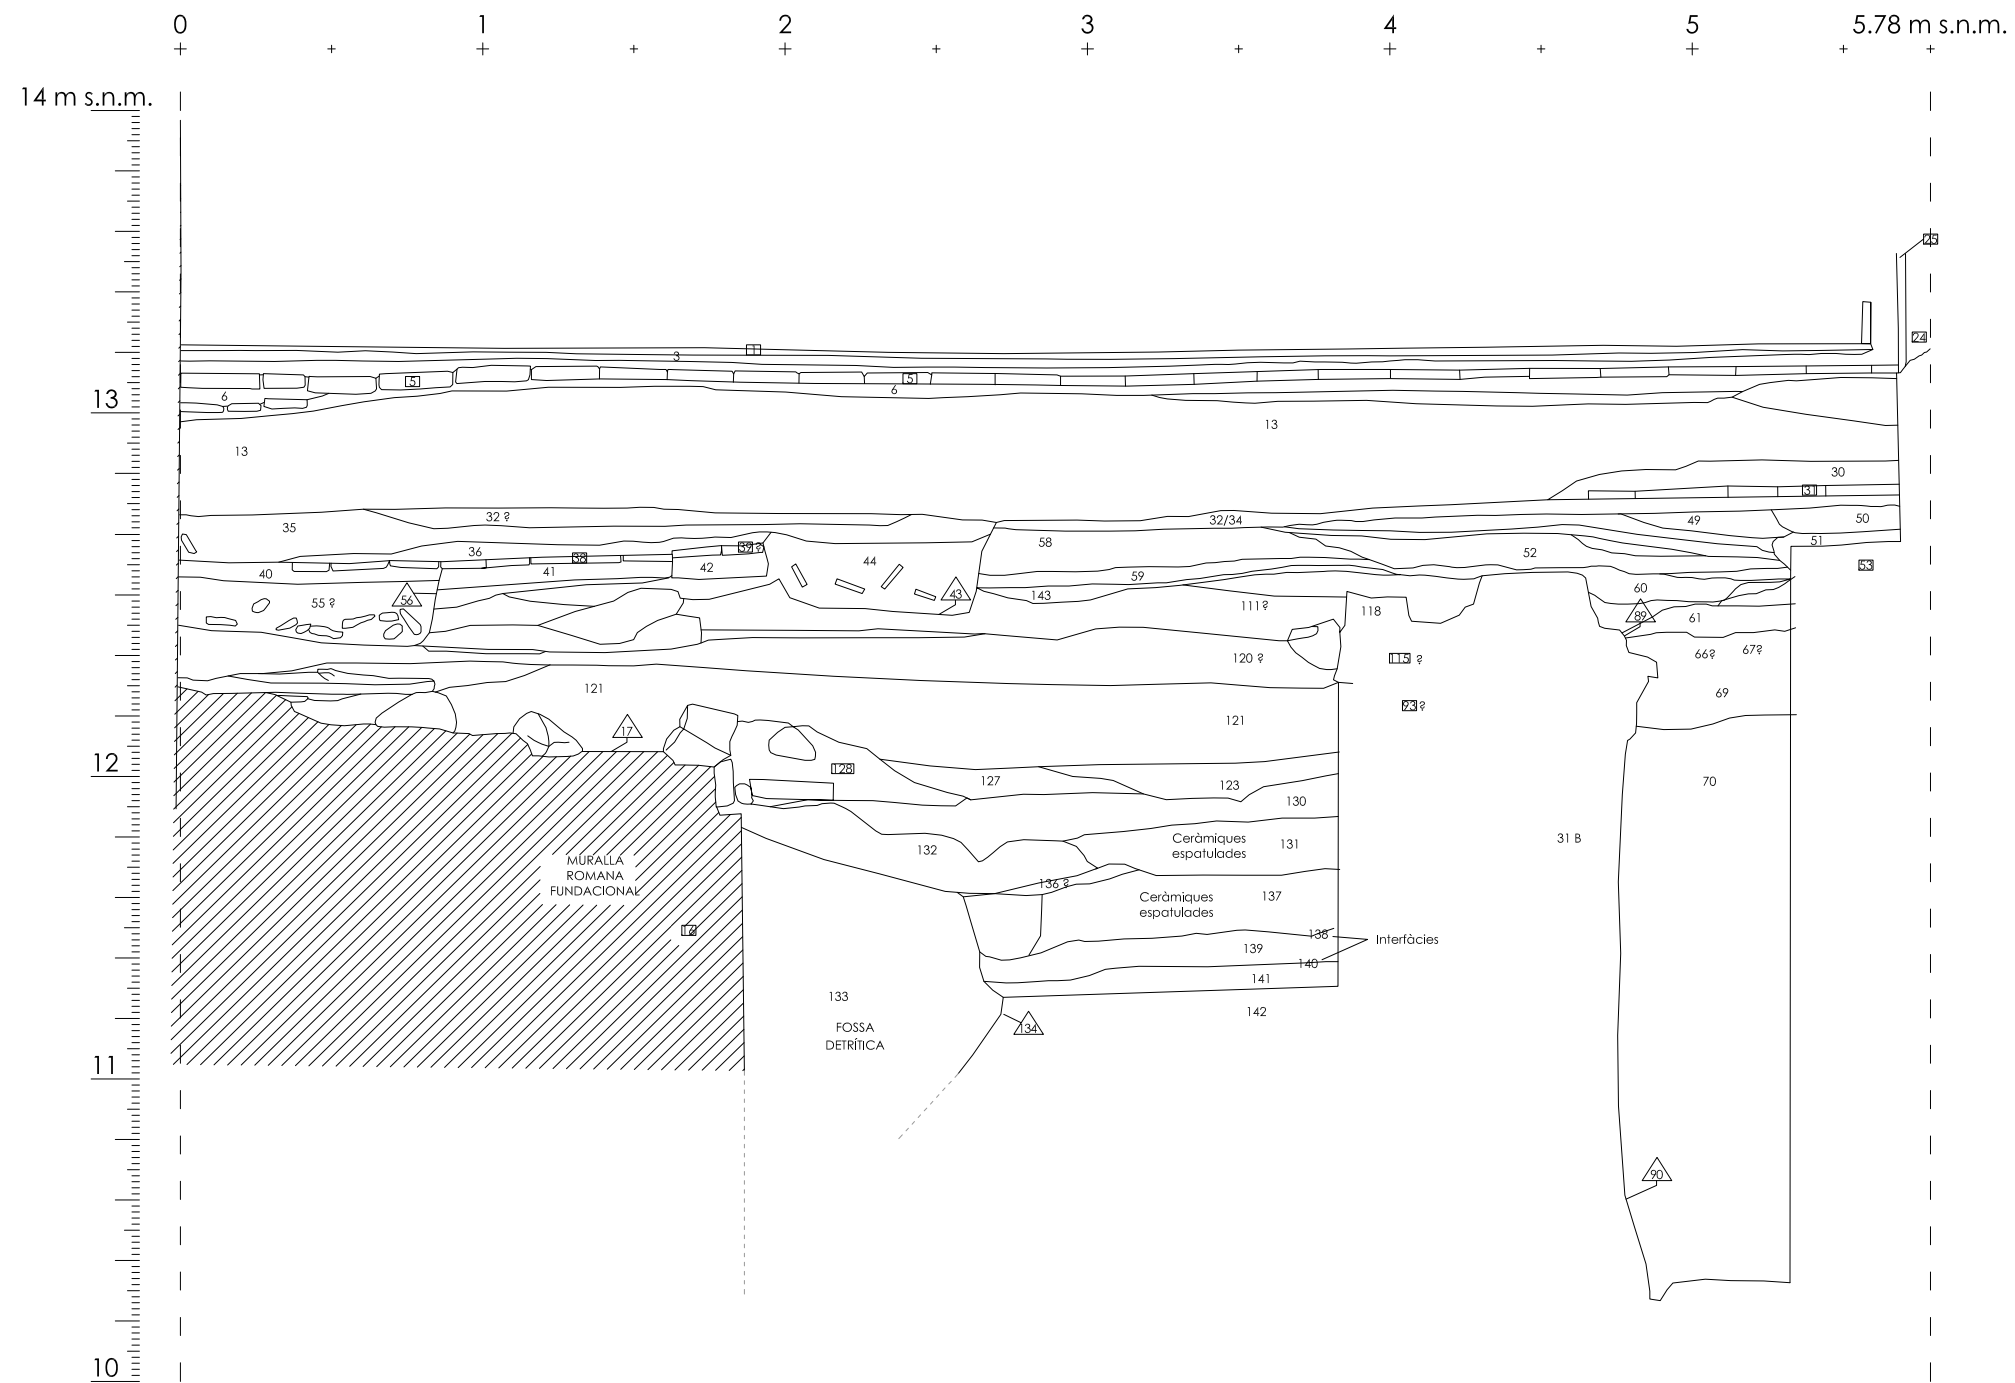 0 1 2 3 4 5 5.78 m s.n.m.
14 m s.n.m.
25
24
1
3
5 5
6 6
13
13
13
30
31
35 32 ? 32/34 49 50
36 38 39 ? 44 58 52 51
40 41 42 59 53
55 ? 56 43 143 111? 118 60 89 61
120 ? 115 ? 66? 67?
121 121 93 ? 69
17
12
128 127 123 130 70
132 Ceràmiques
espatulades 131 31 B
MURALLA
ROMANA
FUNDACIONAL
136 ? Ceràmiques
espatulades 137
16
138 Interfàcies
139
140
141
133 142
FOSSA
DETRÍTICA
134
11
90
10